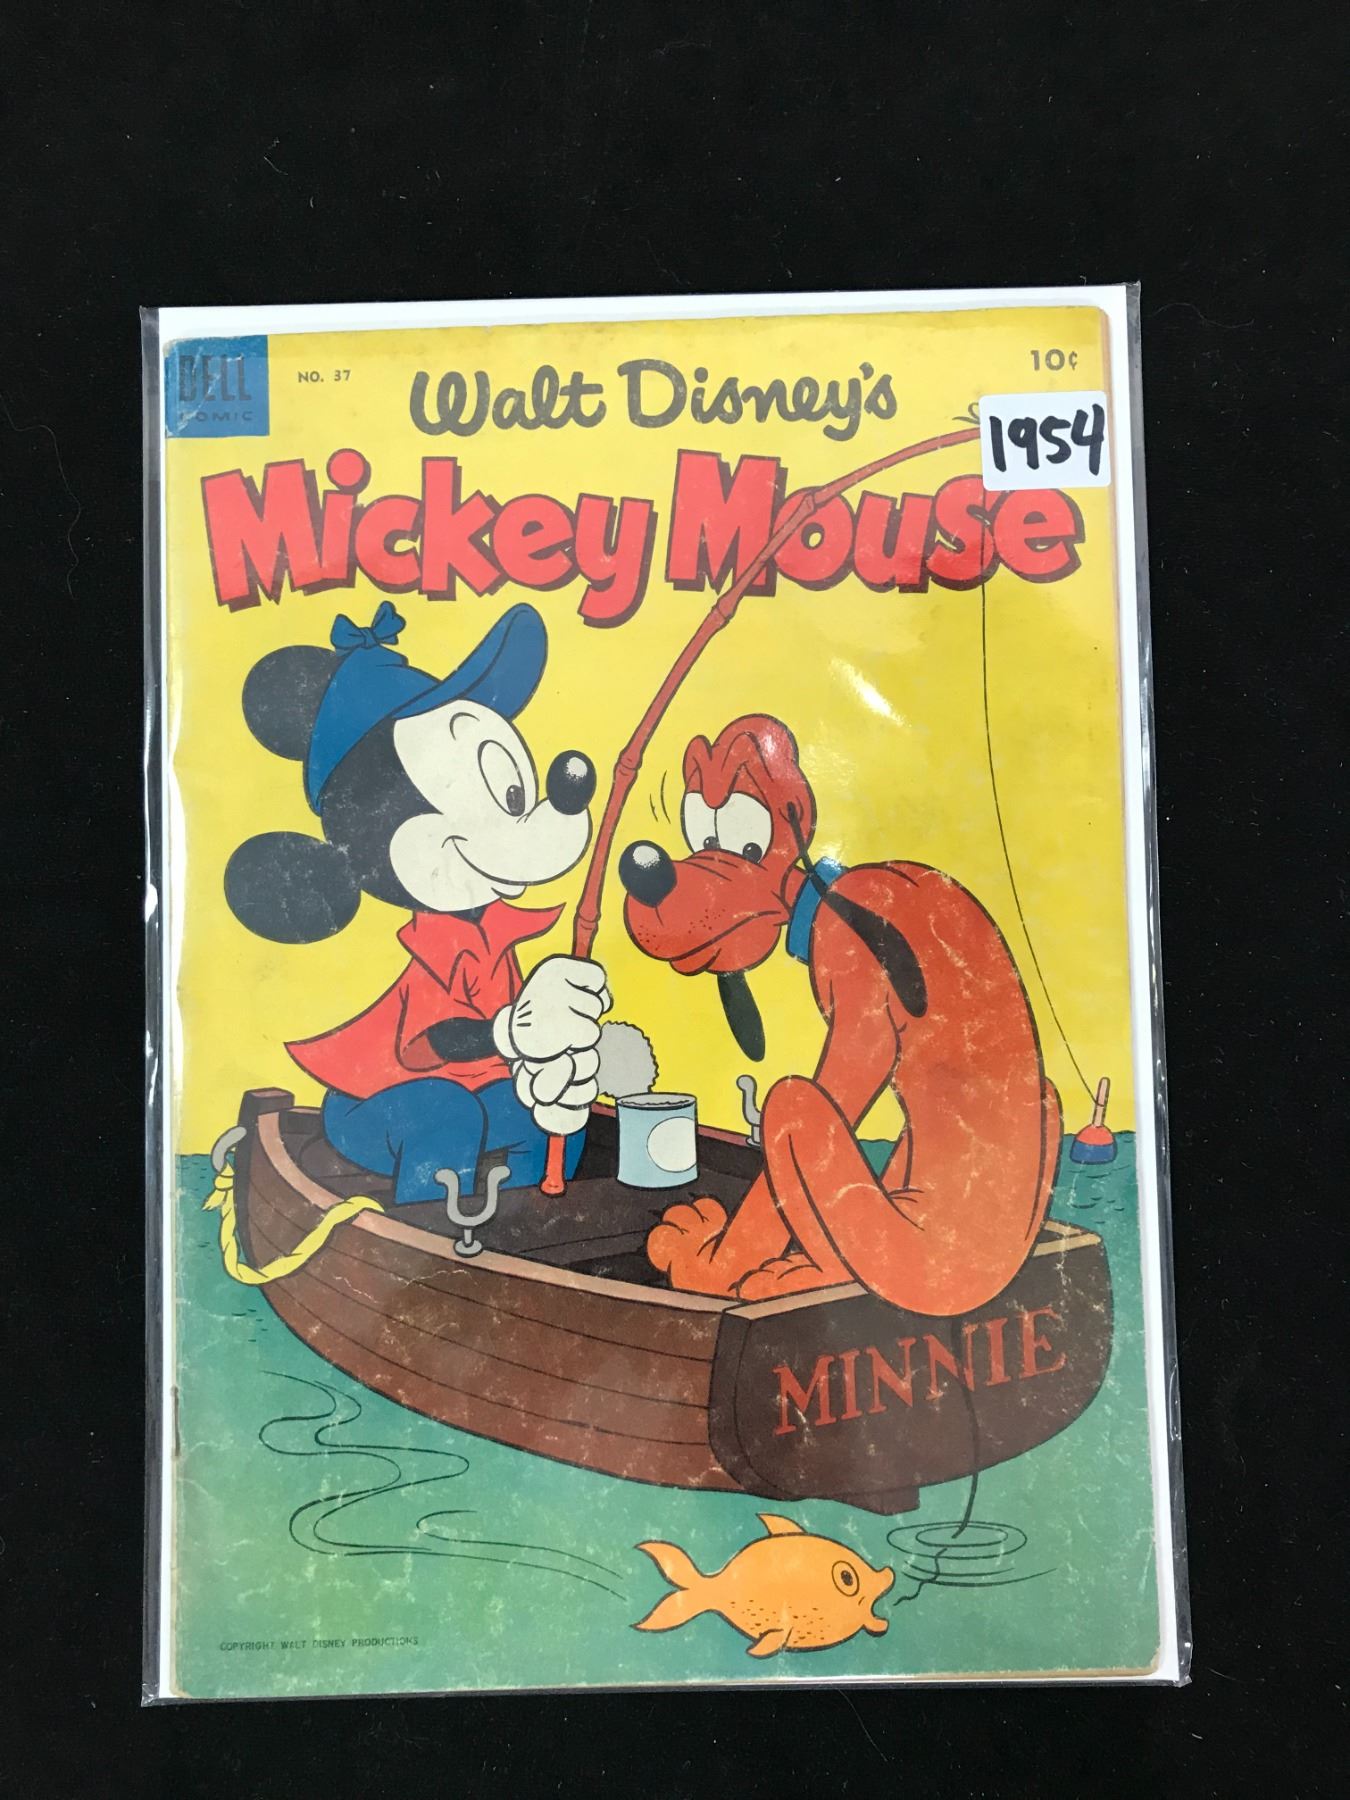 DELL
COMIC
NO. 37
Walt Disney's
10¢
1954
Mickey Mouse
MINNIE
COPYRIGHT WALT DISNEY PRODUCTIONS